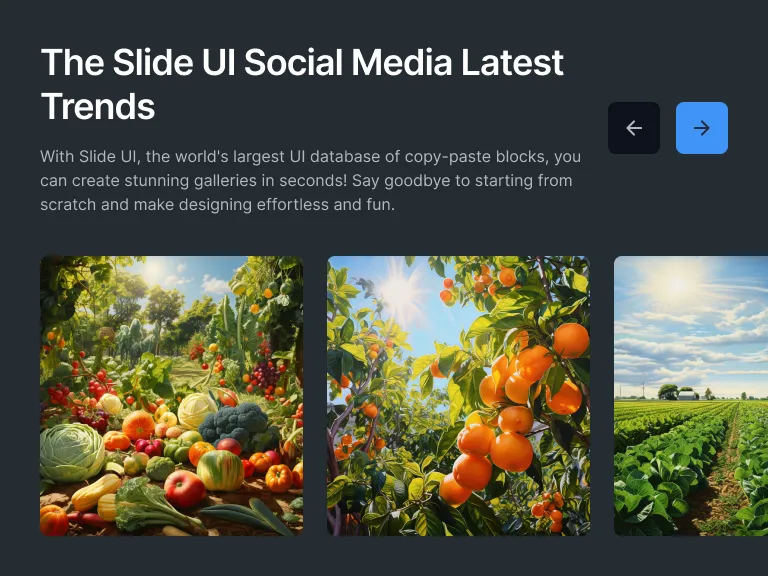 The Slide UI Social Media Latest
Trends
With Slide UI, the world's largest UI database of copy-paste blocks, you
can create stunning galleries in seconds! Say goodbye to starting from
scratch and make designing effortless and fun.